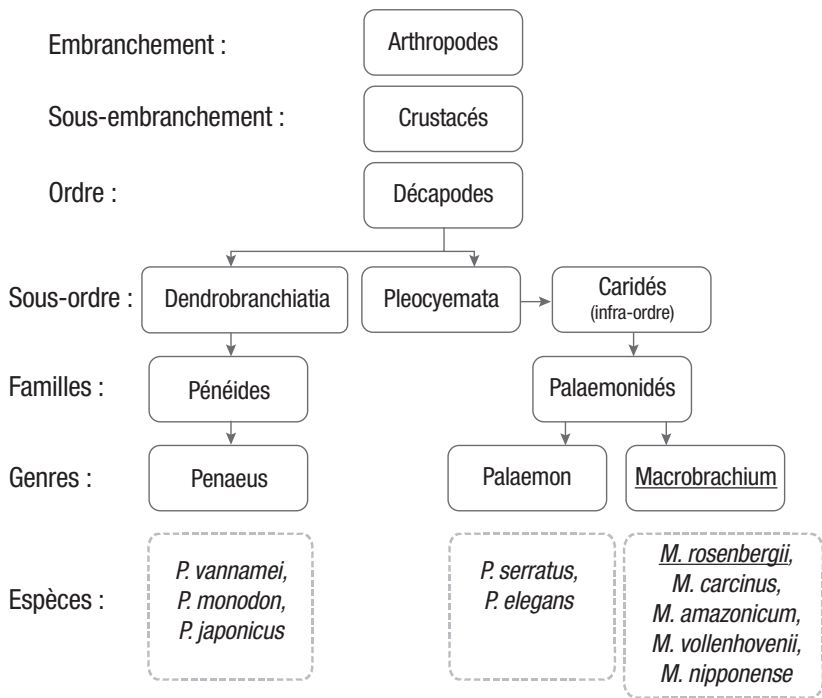 Embranchement : Arthropodes
Sous-embranchement : Crustacés
Ordre : Décapodes
Sous-ordre : Dendrobranchiatia Pleocyemata Caridés
(infra-ordre)
Familles : Pénéides Palaemonidés
Genres : Penaeus Palaemon Macrobrachium
Espèces :
P. vannamei,
P. monodon,
P. japonicus
P. serratus,
P. elegans
M. rosenbergii,
M. carcinus,
M. amazonicum,
M. vollenhovenii,
M. nipponense